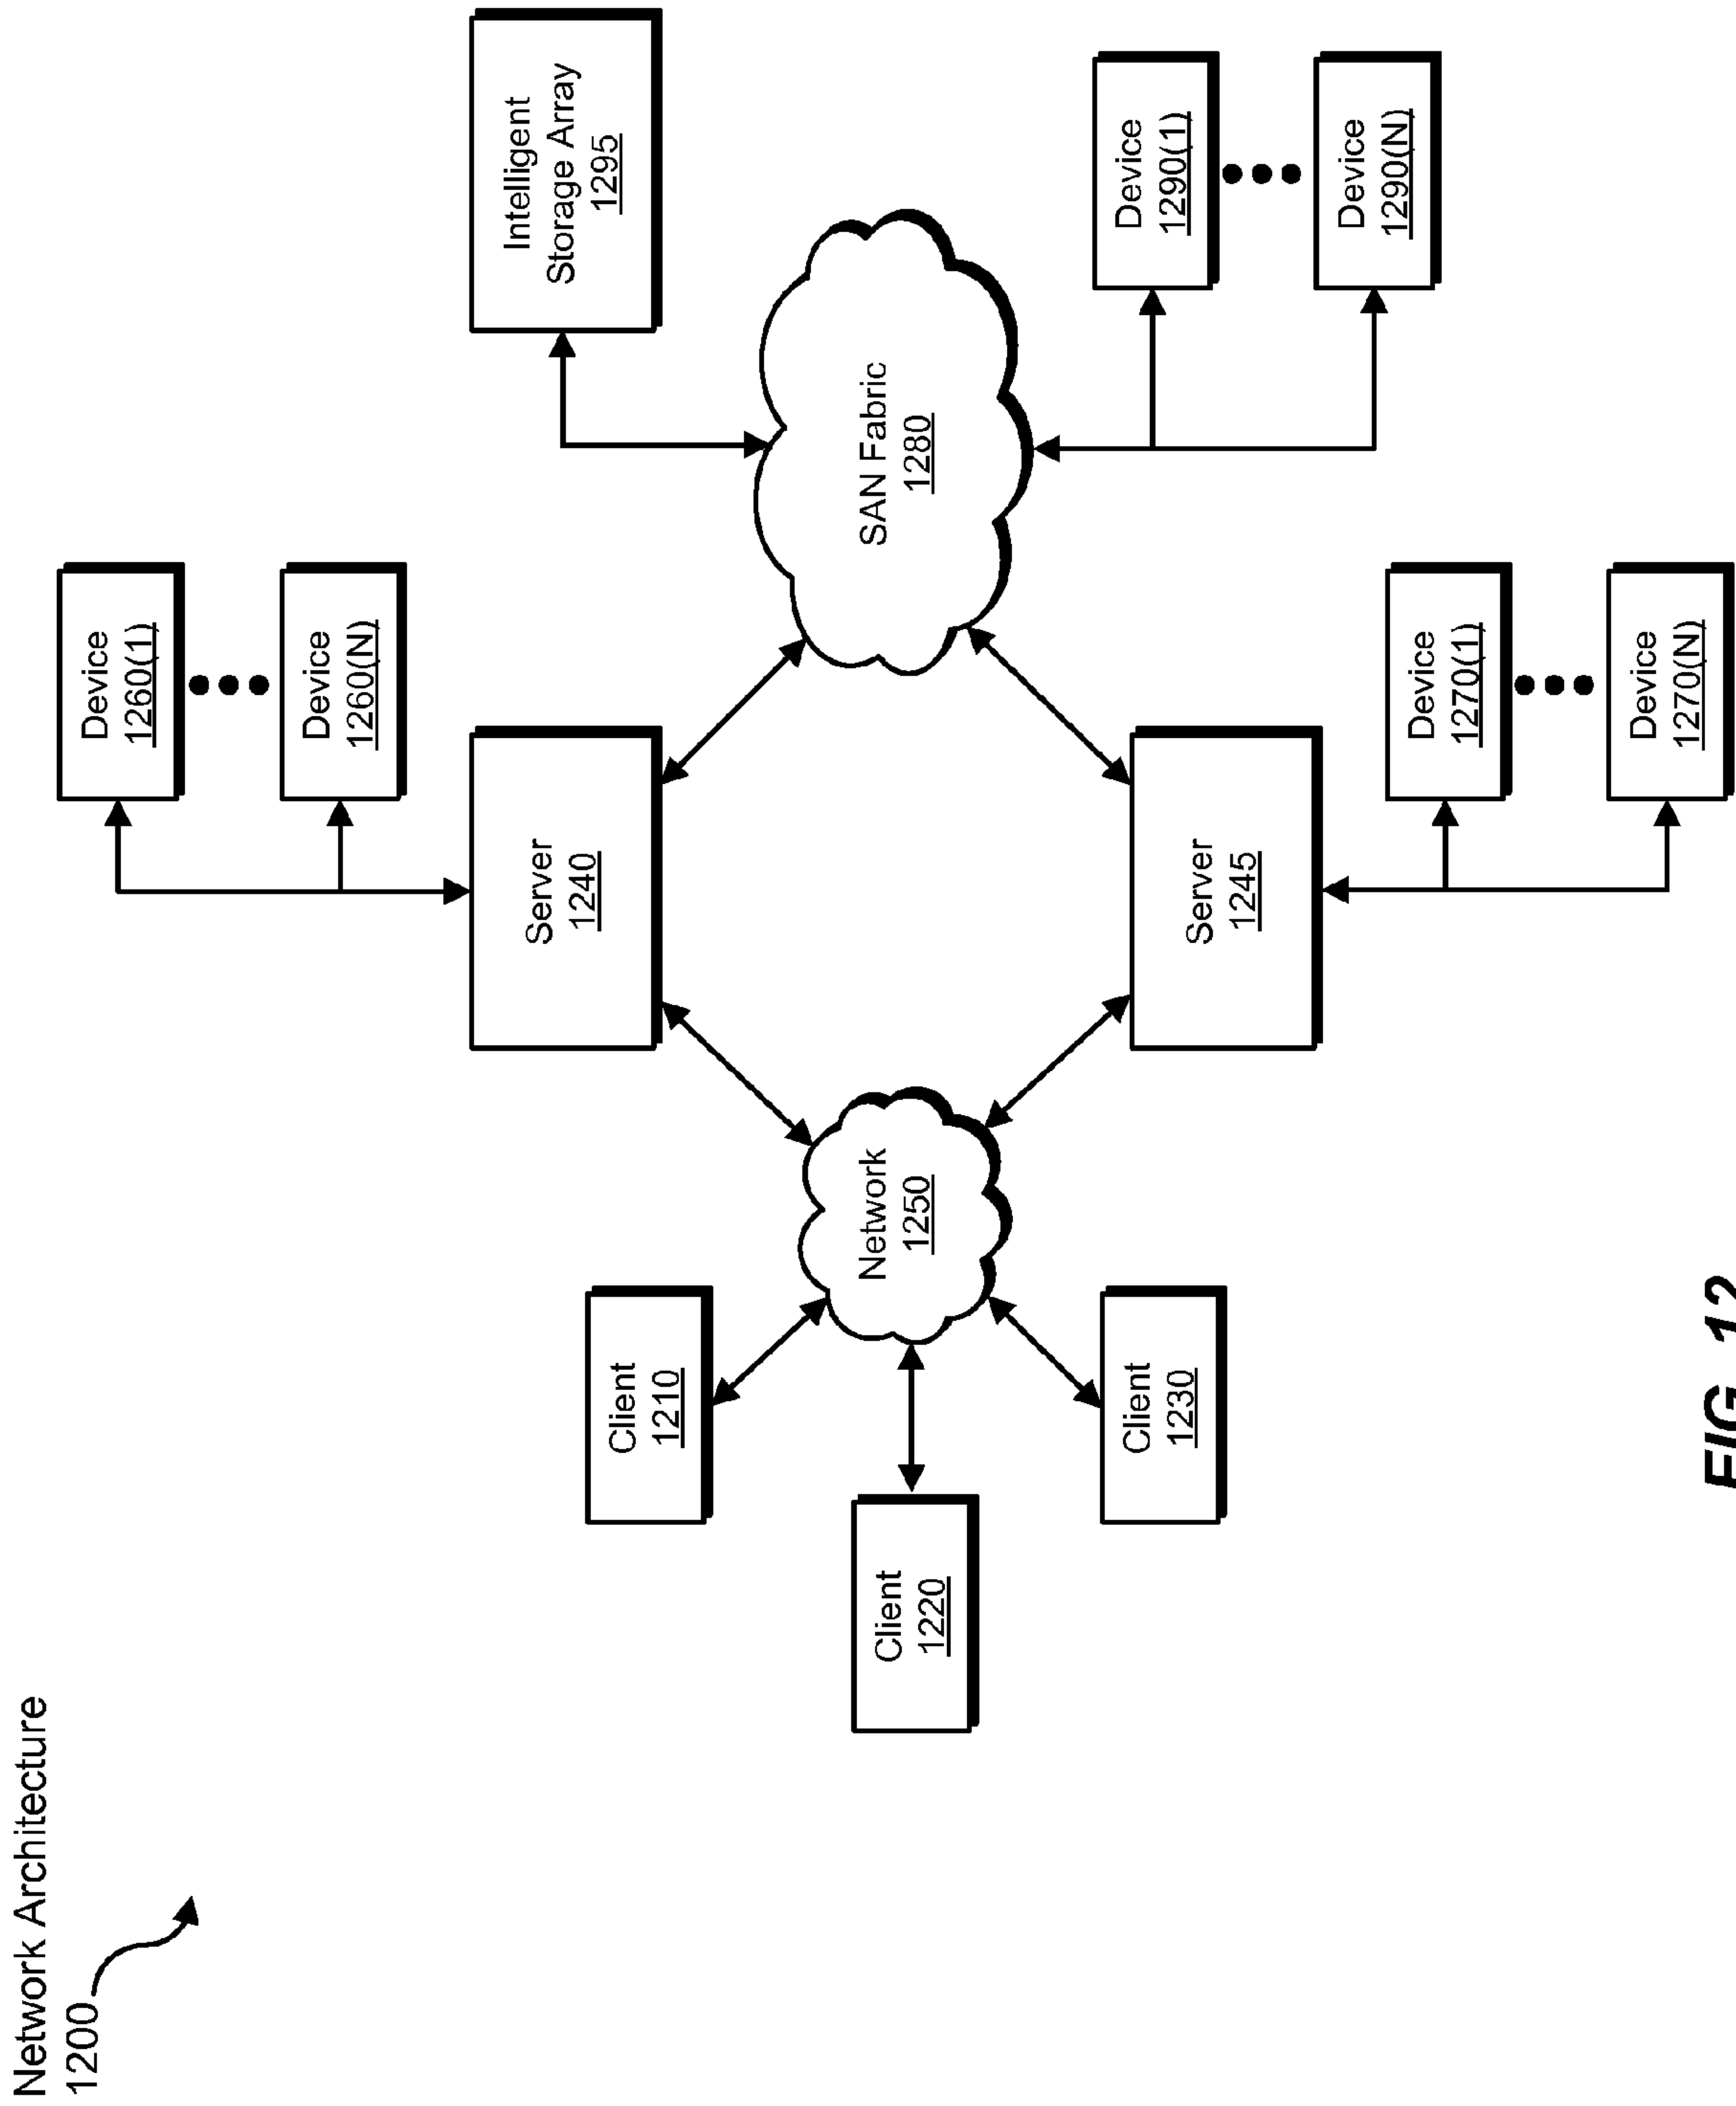 Network Architecture
1200
Device
1260(1)
Device
1260(N)
Intelligent
Storage Array
1295
Client
1210
Server
1240
Client
1220
Network
1250
SAN Fabric
1280
Client
1230
Server
1245
Device
1290(1)
Device
1290(N)
Device
1270(1)
Device
1270(N)
FIG. 12